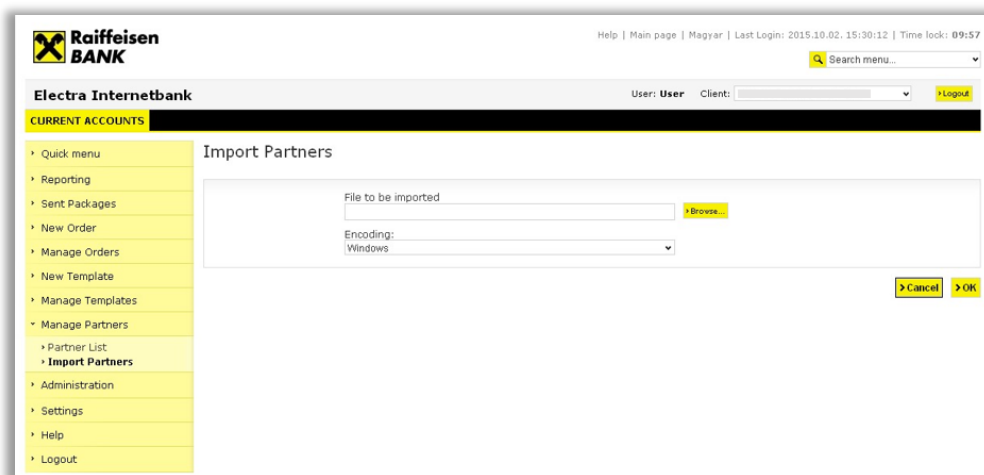 Raiffeisen
BANK
Help | Main page | Magyar | Last Login: 2015.10.02. 15:30:12 | Time lock: 09:57
Search menu...
Electra Internetbank
User: User Client:
Logout
CURRENT ACCOUNTS
Quick menu
Reporting
Sent Packages
New Order
Manage Orders
New Template
Manage Templates
Manage Partners
Partner List
Import Partners
Administration
Settings
Help
Logout
Import Partners
File to be imported
Browse...
Encoding:
Windows
Cancel
OK